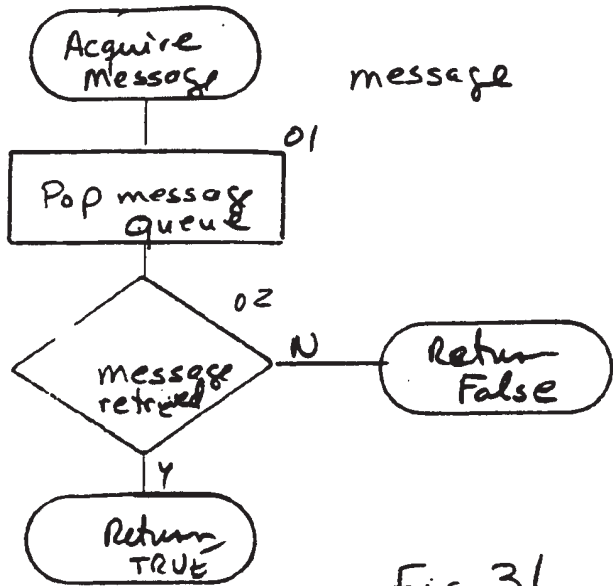 Acquire
Message
message
01
Pop message
Queue
02
message
retrieved
N
Return
False
Y
Return
TRUE
Fig 31